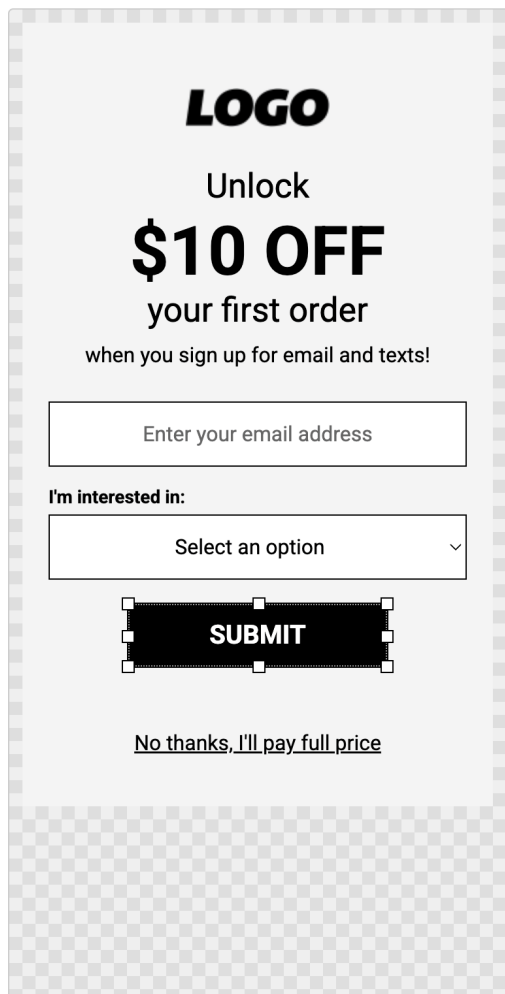 LOGO
Unlock
$10 OFF
your first order
when you sign up for email and texts!
Enter your email address
I'm interested in:
Select an option
SUBMIT
No thanks, I'll pay full price